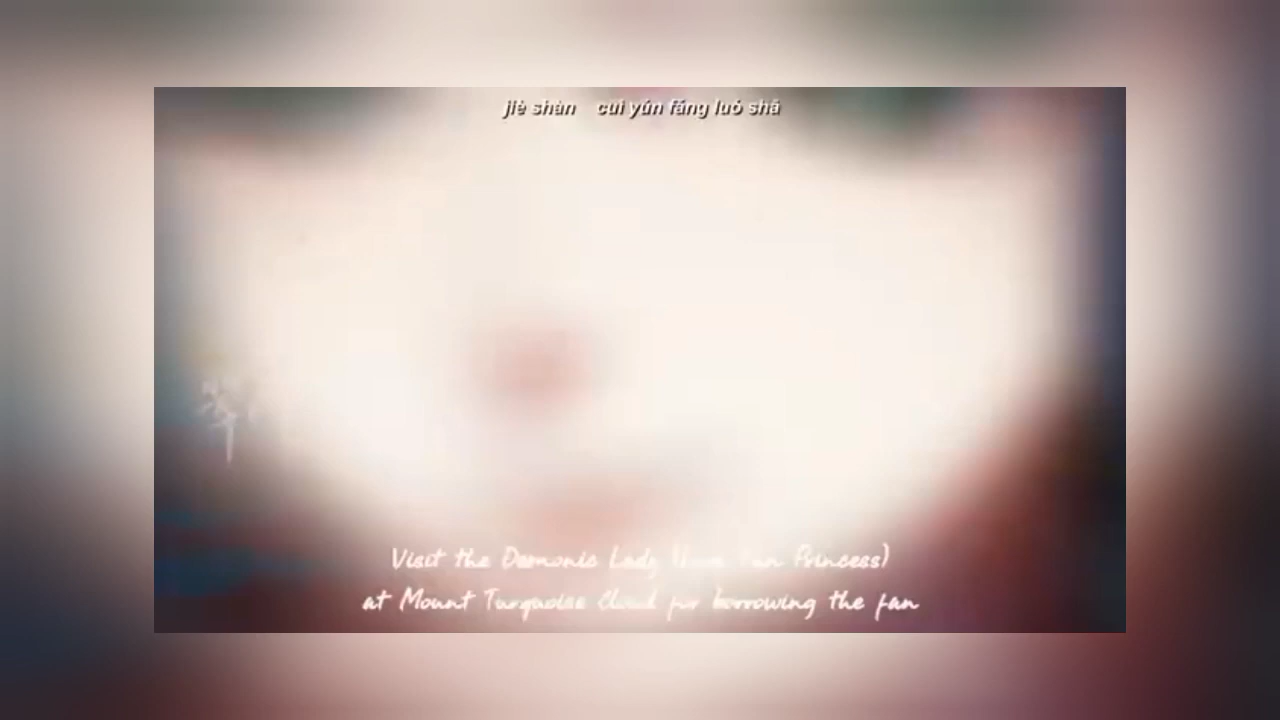 jiè shàn cuì yún fǎng luó shā
Visit the Demonic Lady Fan Princess)
at Mount Turquoise Cloud for borrowing the fan